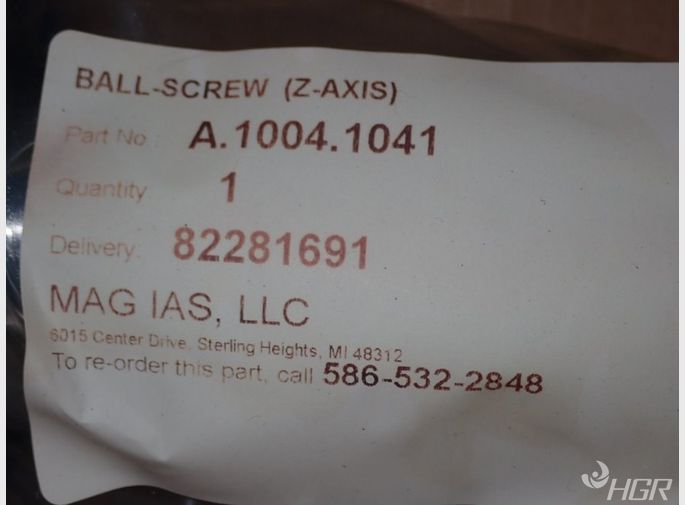 BALL-SCREW (Z-AXIS)
Part No : A.1004.1041
Quantity 1
Delivery: 82281691
MAG IAS, LLC
6015 Center Drive, Sterling Heights, MI 48312
To re-order this part, call 586-532-2848
HGR